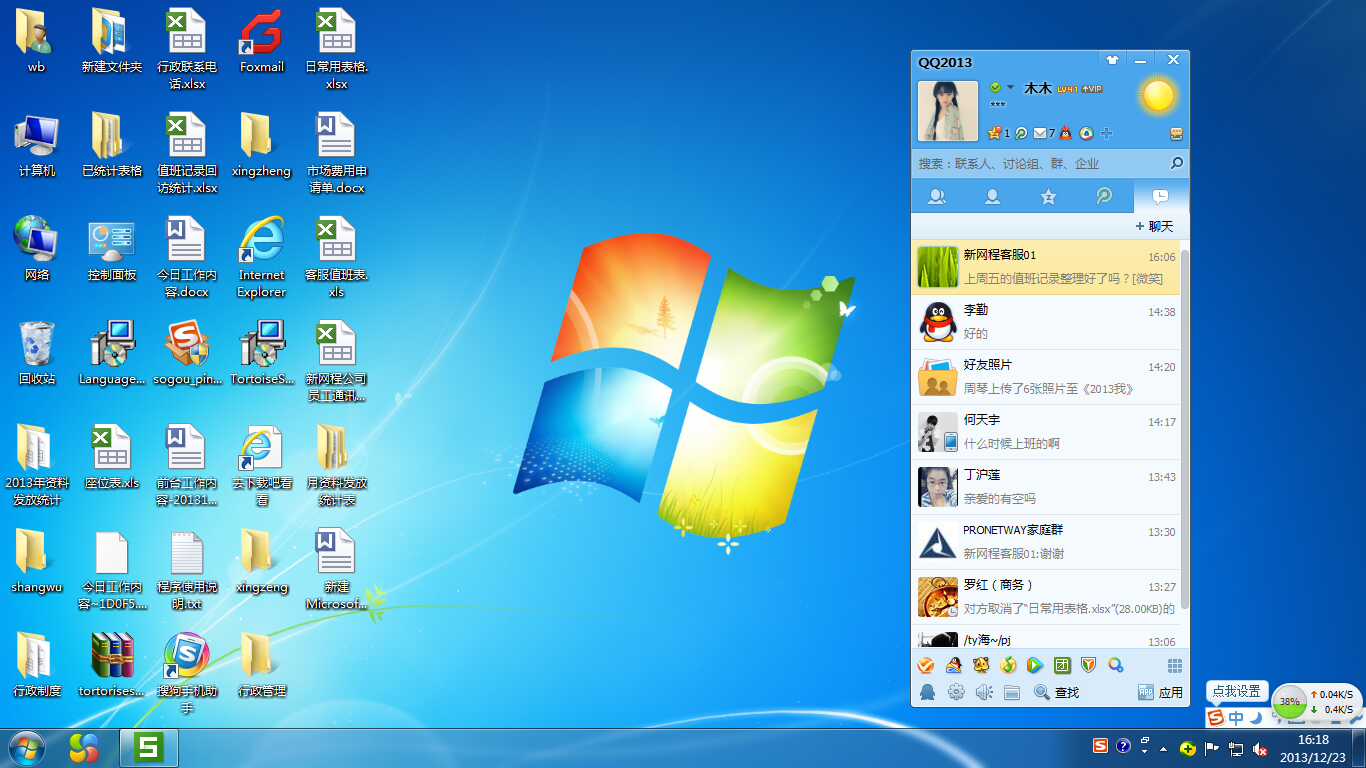 wb
新建文件夹
行政联系电
话.xlsx
Foxmail
日常用表格.
xlsx
计算机
已统计表格
值班记录回
访统计.xlsx
xingzheng
市场费用申
请单.docx
网络
控制面板
今日工作内
容.docx
Internet
Explorer
客服值班表.
xls
回收站
Language...
sogou_pin...
TortoiseS...
新网程公司
员工通讯...
2013年资料
发放统计
座位表.xls
前台工作内
容-20131...
去下载吧看
看
月资料发放
统计表
shangwu
今日工作内
容~1D0F5...
程序使用说
明.txt
xingzeng
新建
Microsof...
行政制度
tortorises...
搜狗手机助
手
行政管理
QQ2013
木木
***
1
7
搜索：联系人、讨论组、群、企业
+ 聊天
新网程客服01
16:06
上周五的值班记录整理好了吗？[微笑]
李勤
14:38
好的
好友照片
14:20
周琴上传了6张照片至《2013我》
何天宇
14:17
什么时候上班的啊
丁沪莲
13:43
亲爱的有空吗
PRONETWAY家庭群
13:30
新网程客服01:谢谢
罗红（商务）
13:27
对方取消了"日常用表格.xlsx"(28.00KB)的
/ty海~/pj
13:06
团
查找
应用
点我设置
中
38%
0.04K/S
0.4K/S
16:18
2013/12/23